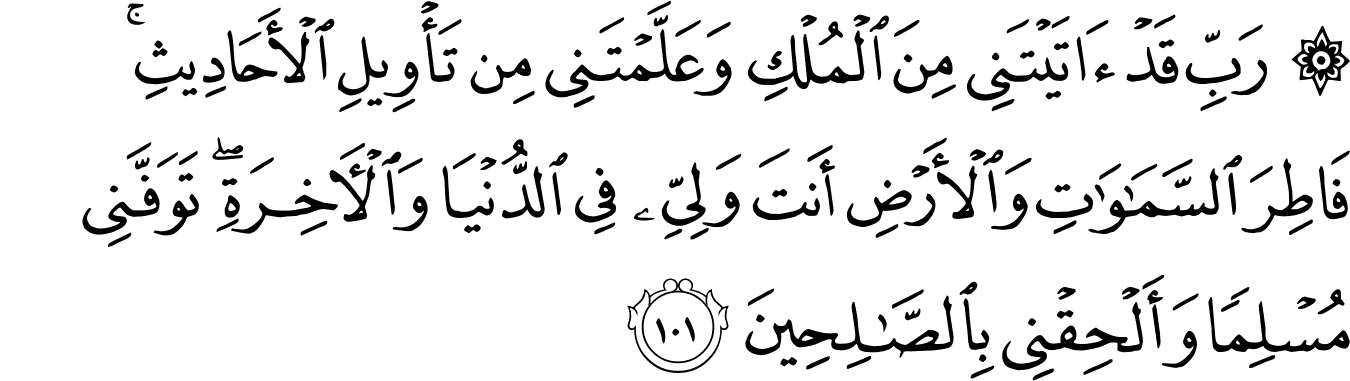 ۞ رَبِّ قَدۡ ءَاتَيۡتَنِي مِنَ ٱلۡمُلۡكِ وَعَلَّمۡتَنِي مِن تَأۡوِيلِ ٱلۡأَحَادِيثِۚ
فَاطِرَ ٱلسَّمَٰوَٰتِ وَٱلۡأَرۡضِ أَنتَ وَلِيِّۦ فِي ٱلدُّنۡيَا وَٱلۡأٓخِرَةِۖ تَوَفَّنِي
مُسۡلِمٗا وَأَلۡحِقۡنِي بِٱلصَّٰلِحِينَ ١٠١